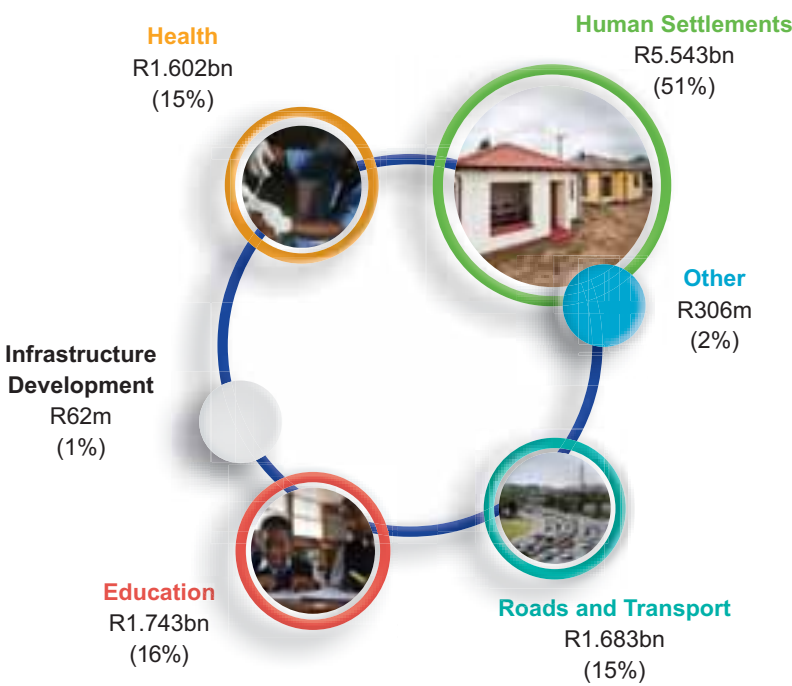 Health
R1.602bn
(15%)
Human Settlements
R5.543bn
(51%)
Other
R306m
(2%)
Infrastructure
Development
R62m
(1%)
Education
R1.743bn
(16%)
Roads and Transport
R1.683bn
(15%)